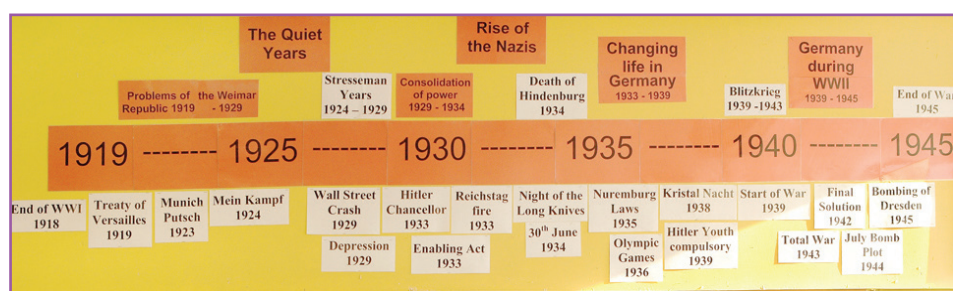 The Quiet
Years
Rise of
the Nazis
Changing
life in
Germany
1933 - 1939
Germany
during
WWII
1939 - 1945
Problems of the Weimar
Republic 1919 - 1929
Stresseman
Years
1924 – 1929
Consolidation
of power
1929 - 1934
Death of
Hindenburg
1934
Blitzkrieg
1939 -1943
End of War
1945
1919 -------- 1925 -------- 1930 -------- 1935 -------- 1940 -------- 1945
End of WWI
1918
Treaty of
Versailles
1919
Munich
Putsch
1923
Mein Kampf
1924
Wall Street
Crash
1929
Depression
1929
Hitler
Chancellor
1933
Enabling Act
1933
Reichstag
fire
1933
Night of the
Long Knives
30th June
1934
Nuremburg
Laws
1935
Olympic
Games
1936
Kristal Nacht
1938
Hitler Youth
compulsory
1939
Start of War
1939
Total War
1943
Final
Solution
1942
July Bomb
Plot
1944
Bombing of
Dresden
1945